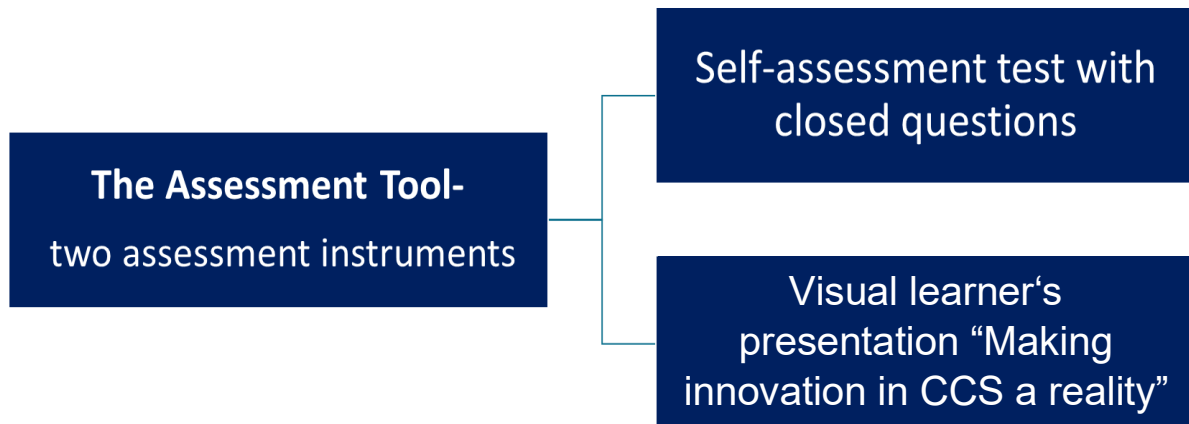 The Assessment Tool-
two assessment instruments
Self-assessment test with
closed questions
Visual learner‘s
presentation “Making
innovation in CCS a reality”